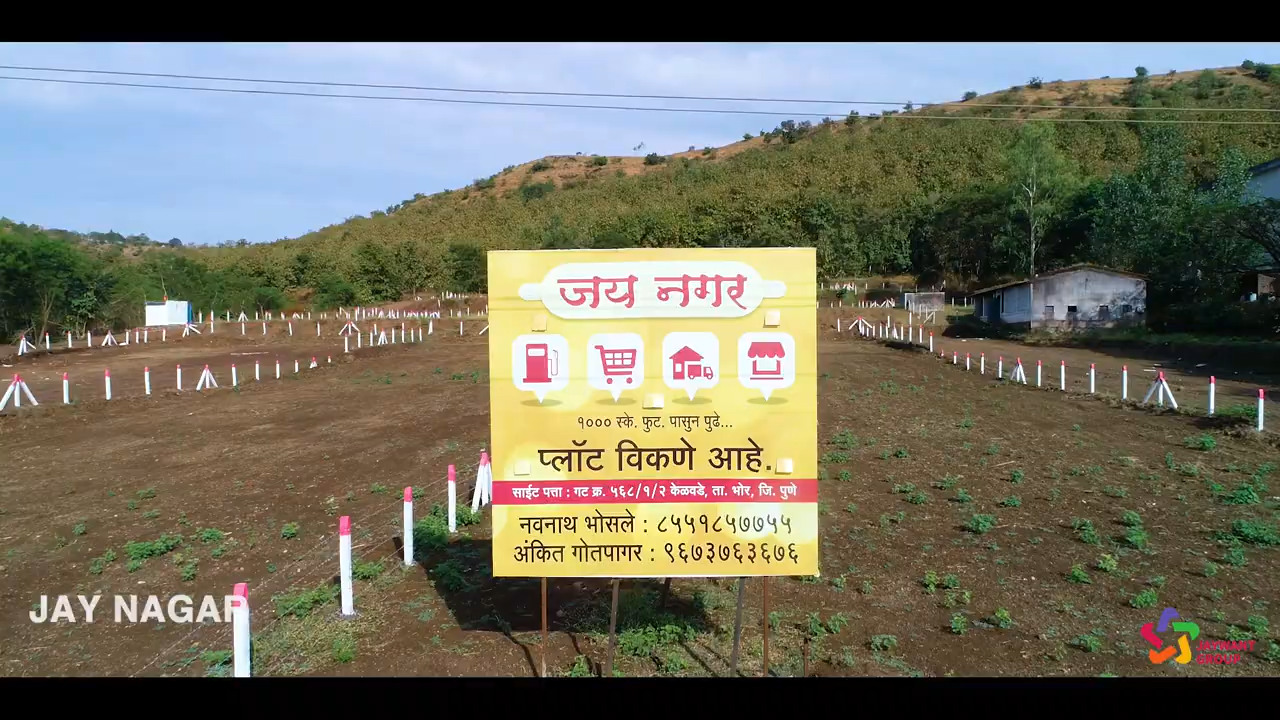 जय नगर
१००० स्के. फुट. पासुन पुढे...
प्लॉट विकणे आहे.
साईट पत्ता : गट क्र. ५६८/१/२ केळवडे, ता. भोर, जि. पुणे
नवनाथ भोसले : ८५५१८५७७५५
अंकित गोतपागर : ९६७३७६३६७६
JAY NAGAR
GROUP